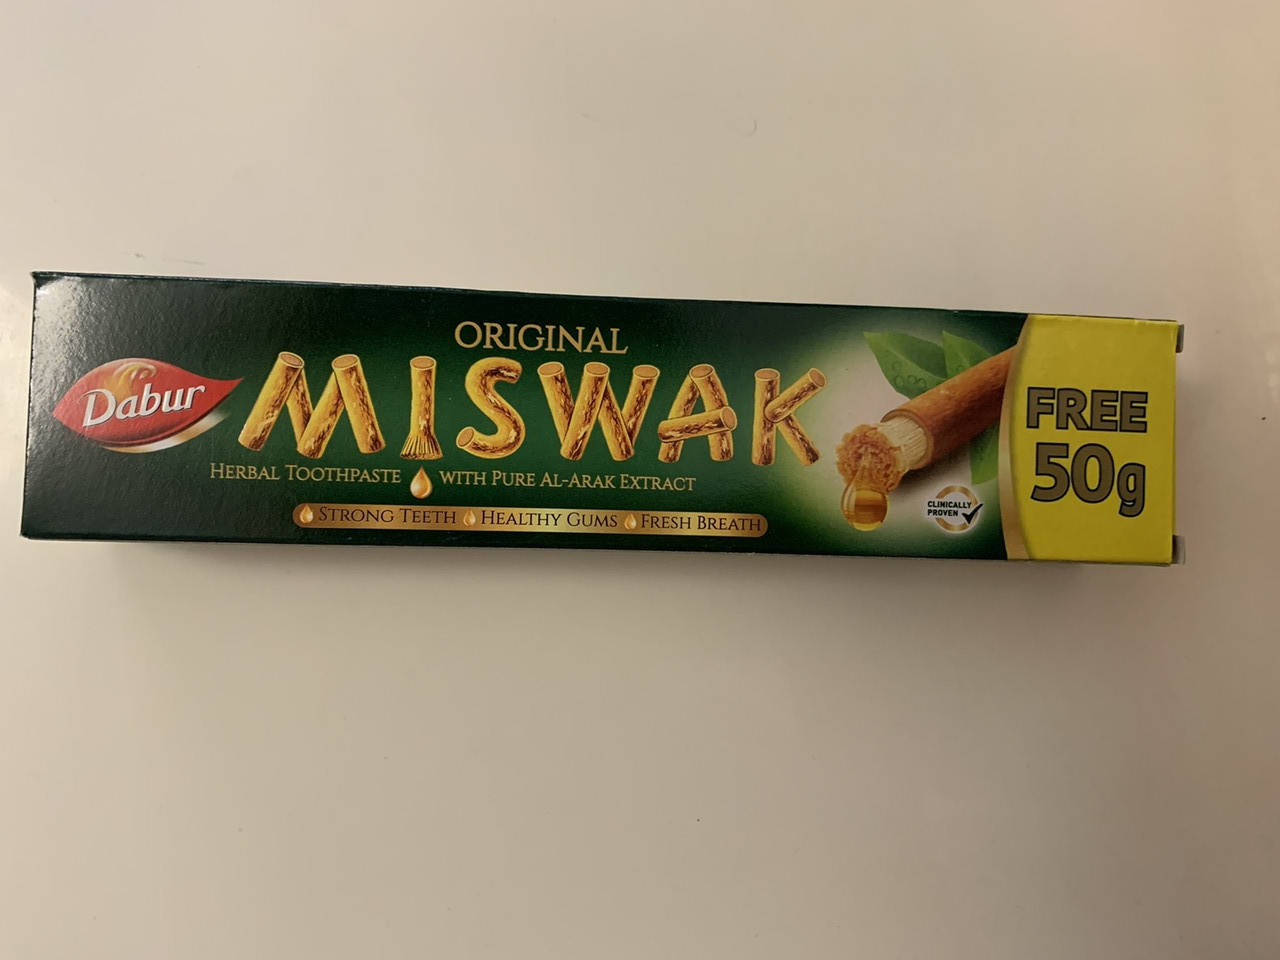 Dabur
ORIGINAL
MISWAK
HERBAL TOOTHPASTE WITH PURE AL-ARAK EXTRACT
STRONG TEETH HEALTHY GUMS FRESH BREATH
CLINICALLY
PROVEN
FREE
50g